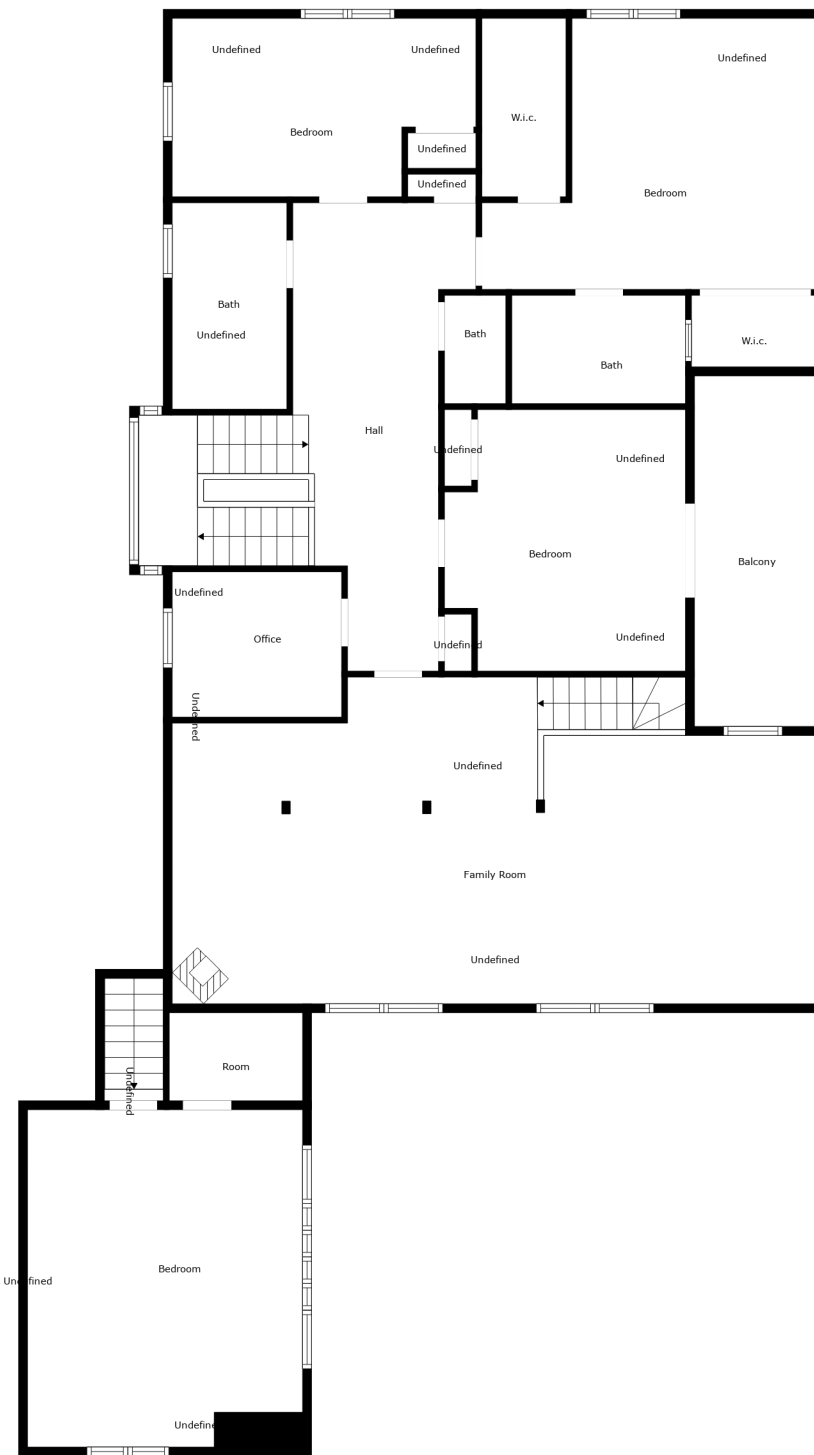 Undefined
Undefined
Undefined
W.i.c.
Bedroom
Undefined
Undefined
Bedroom
Bath
Undefined
Bath
W.i.c.
Bath
Hall
Undefined
Undefined
Bedroom
Balcony
Undefined
Office
Undefined
Undefined
Undefined
Undefined
Family Room
Undefined
Room
Undefined
Bedroom
Undefined
Undefined